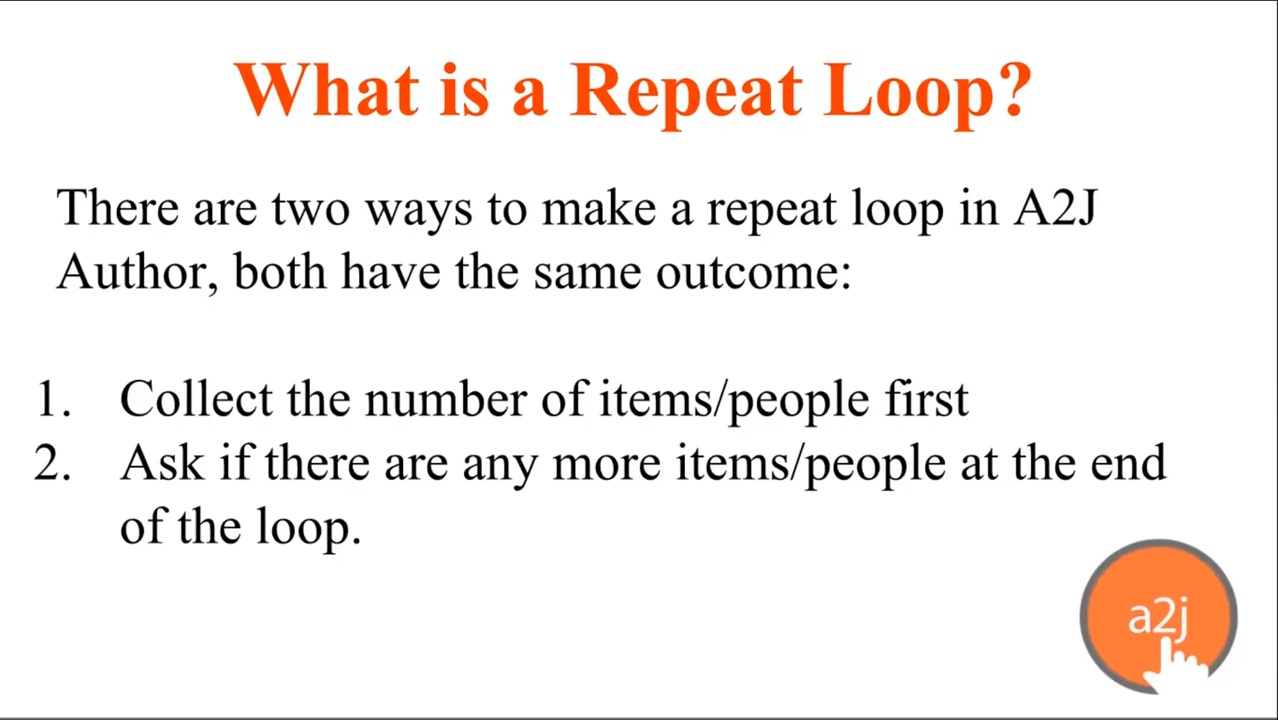 What is a Repeat Loop?
There are two ways to make a repeat loop in A2J
Author, both have the same outcome:
1. Collect the number of items/people first
2. Ask if there are any more items/people at the end
of the loop.
a2j